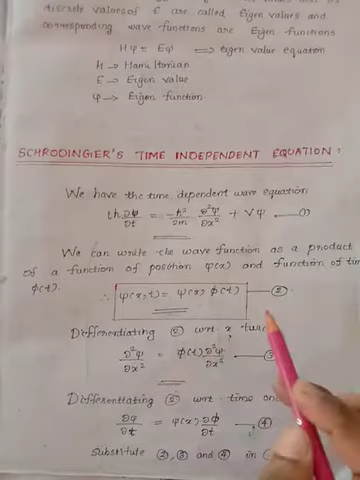 discrete values of E are called Eigen values and
corresponding wave functions are Eigen functions
Hψ = Eψ ⟹ eigen value equation
H → Hamiltonian
E → Eigen value
ψ → Eigen function
SCHRODINGIER'S TIME INDEPENDENT EQUATION:
We have the time dependent wave equation
iħ ∂ψ/∂t = -ħ²/2m ∂²ψ/∂x² + Vψ —①
We can write the wave function as a product
of a function of position ψ(x) and function of
ϕ(t).
∴ ψ(x,t) = ψ(x) ϕ(t) —②
Differentiating ② wrt x
∂²ψ/∂x² = ϕ(t) ∂²ψ/∂x² —③
Differentiating ② wrt time
∂ψ/∂t = ψ(x) ∂ϕ/∂t —④
Substitute ②, ③ and ④ in